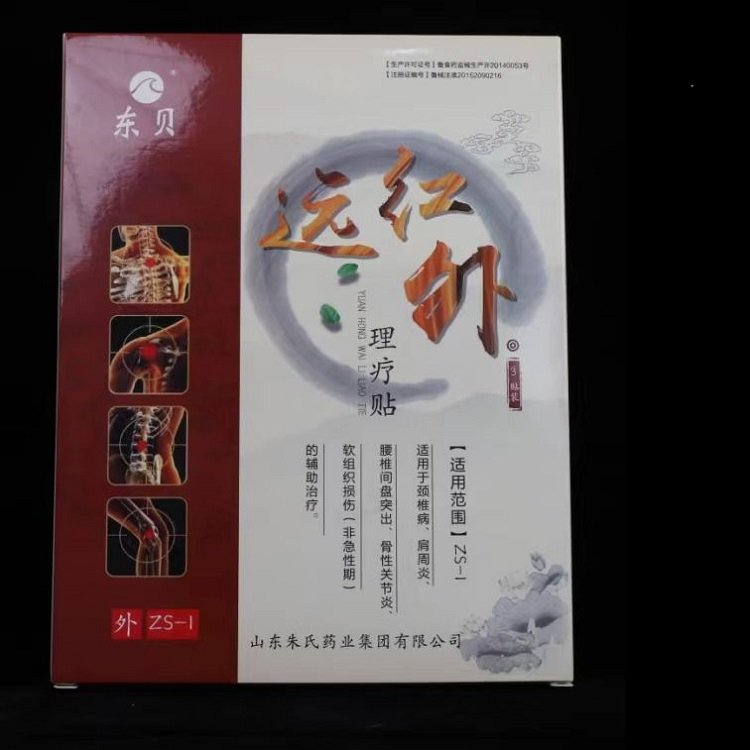 【生产许可证号】鲁食药监械生产许20140053号
【注册证编号】鲁械注准20152090216
®
东贝
远红外
YUAN HONG WAI LI LIAO TIE
理疗贴
3贴装
【适用范围】ZS-1
适用于颈椎病、肩周炎、
腰椎间盘突出、骨性关节炎、
软组织损伤(非急性期)
的辅助治疗。
外 ZS-1
山东朱氏药业集团有限公司